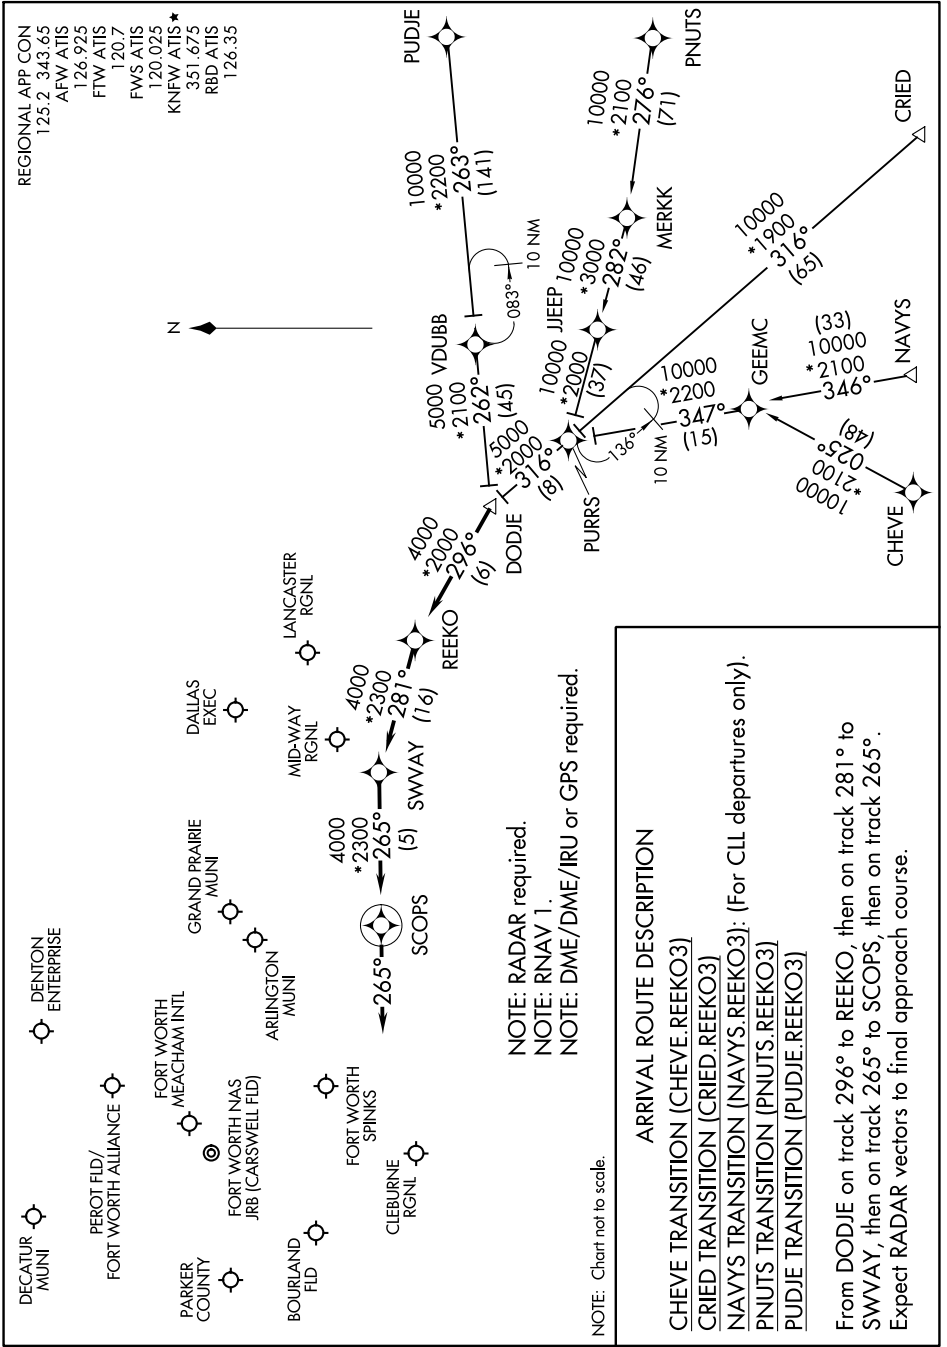 REGIONAL APP CON
125.2 343.65
AFW ATIS
126.925
FTW ATIS
120.7
FWS ATIS
120.025
KNFW ATIS★
351.675
RBD ATIS
126.35
DECATUR
MUNI
DENTON
ENTERPRISE
PEROT FLD/
FORT WORTH ALLIANCE
FORT WORTH
MEACHAM INTL
GRAND PRAIRIE
MUNI
DALLAS
EXEC
N
PARKER
COUNTY
FORT WORTH NAS
JRB (CARSWELL FLD)
ARLINGTON
MUNI
MID-WAY
RGNL
LANCASTER
RGNL
BOURLAND
FLD
FORT WORTH
SPINKS
CLEBURNE
RGNL
265°
SCOPS
4000
*2300
265°
(5)
SWVAY
4000
*2300
281°
(16)
REEKO
4000
*2000
296°
(6)
DODJE
5000
*2100
262°
(45)
VDUBB
083°
10 NM
10000
*2200
263°
(141)
PUDJE
5000
*2000
316°
(8)
PURRS
136°
10 NM
10000
*2000
(37)
JJEEP
10000
*3000
282°
(46)
MERKK
10000
*2100
276°
(71)
PNUTS
10000
*1900
316°
(65)
CRIED
10000
*2200
347°
(15)
GEEMC
(33)
10000
*2100
346°
NAVYS
(48)
025°
*2100
10000
CHEVE
NOTE: RADAR required.
NOTE: RNAV 1.
NOTE: DME/DME/IRU or GPS required.
NOTE: Chart not to scale.
ARRIVAL ROUTE DESCRIPTION
CHEVE TRANSITION (CHEVE.REEKO3)
CRIED TRANSITION (CRIED.REEKO3)
NAVYS TRANSITION (NAVYS.REEKO3): (For CLL departures only).
PNUTS TRANSITION (PNUTS.REEKO3)
PUDJE TRANSITION (PUDJE.REEKO3)
From DODJE on track 296° to REEKO, then on track 281° to
SWVAY, then on track 265° to SCOPS, then on track 265°.
Expect RADAR vectors to final approach course.